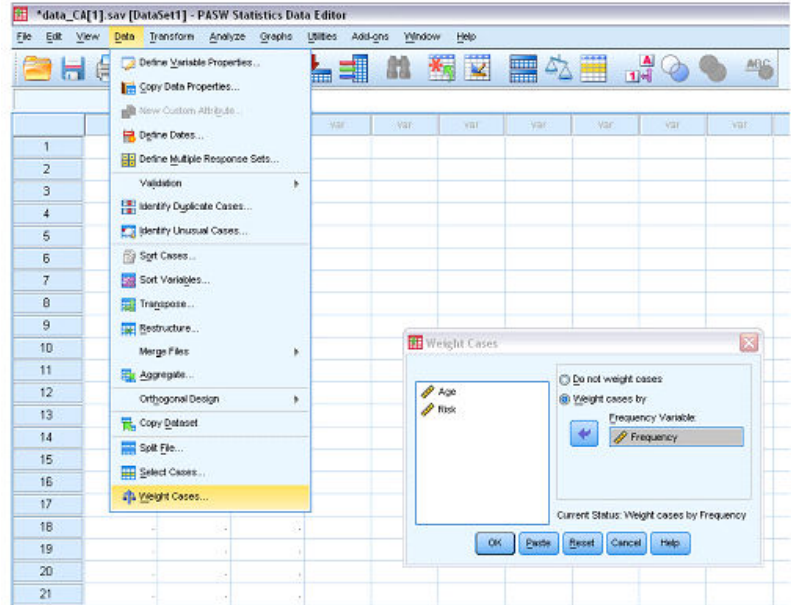 *data_CA[1].sav [DataSet1] - PASW Statistics Data Editor
File Edit View Data Transform Analyze Graphs Utilities Add-ons Window Help
Define Variable Properties...
Copy Data Properties...
New Custom Attribute...
Define Dates...
Define Multiple Response Sets...
Validation
Identify Duplicate Cases...
Identify Unusual Cases...
Sort Cases...
Sort Variables...
Transpose...
Restructure...
Merge Files
Aggregate...
Orthogonal Design
Copy Dataset
Split File...
Select Cases...
Weight Cases...
var var var var var var var
1
2
3
4
5
6
7
8
9
10
11
12
13
14
15
16
17
18
19
20
21
Weight Cases
Age
Risk
Do not weight cases
Weight cases by
Frequency Variable:
Frequency
Current Status: Weight cases by Frequency
OK Paste Reset Cancel Help
1 A
ABC